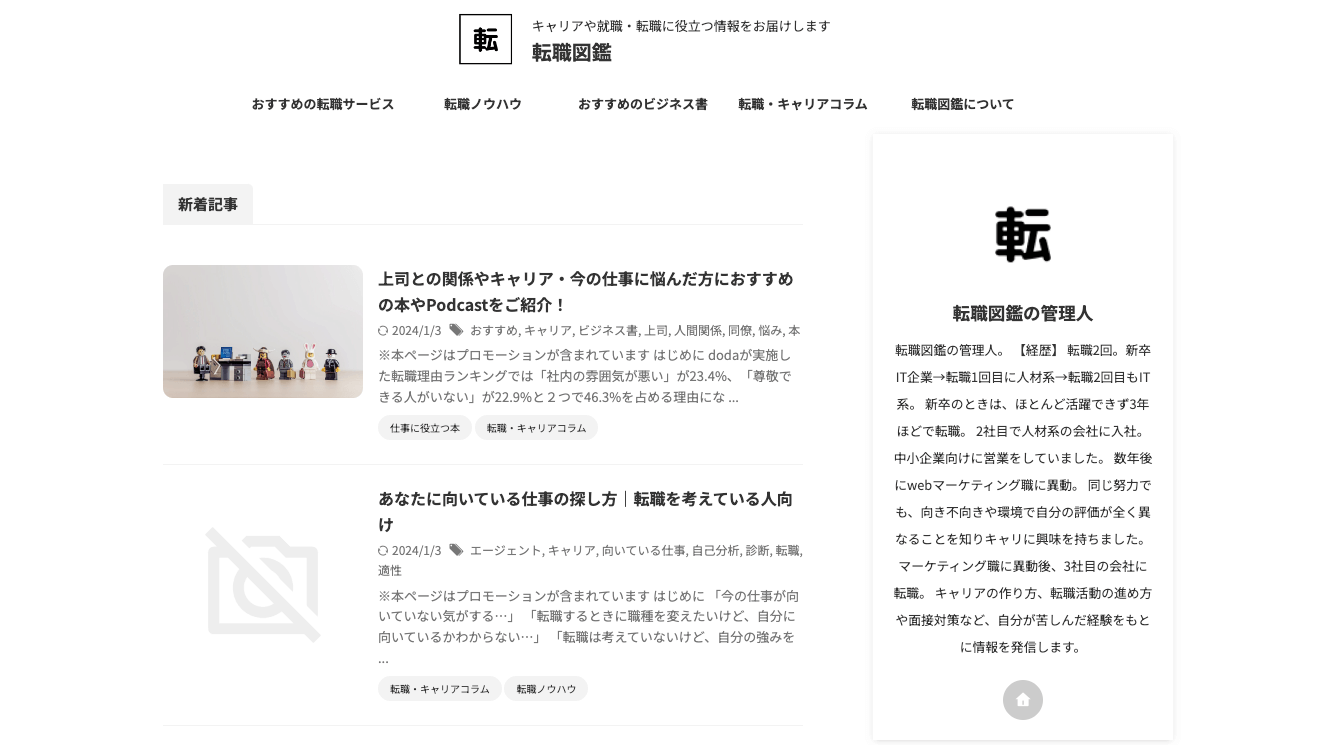 転
キャリアや就職・転職に役立つ情報をお届けします
転職図鑑
おすすめの転職サービス
転職ノウハウ
おすすめのビジネス書
転職・キャリアコラム
転職図鑑について
新着記事
上司との関係やキャリア・今の仕事に悩んだ方におすすめ
の本やPodcastをご紹介！
2024/1/3 おすすめ, キャリア, ビジネス書, 上司, 人間関係, 同僚, 悩み, 本
※本ページはプロモーションが含まれています はじめに dodaが実施し
た転職理由ランキングでは「社内の雰囲気が悪い」が23.4%、「尊敬で
きる人がいない」が22.9%と２つで46.3%を占める理由にな ...
仕事に役立つ本
転職・キャリアコラム
あなたに向いている仕事の探し方｜転職を考えている人向
け
2024/1/3 エージェント, キャリア, 向いている仕事, 自己分析, 診断, 転職,
適性
※本ページはプロモーションが含まれています はじめに 「今の仕事が向
いていない気がする…」 「転職するときに職種を変えたいけど、自分に
向いているかわからない…」 「転職は考えていないけど、自分の強みを
...
転職・キャリアコラム
転職ノウハウ
転
転職図鑑の管理人
転職図鑑の管理人。 【経歴】 転職2回。新卒
IT企業→転職1回目に人材系→転職2回目もIT
系。 新卒のときは、ほとんど活躍できず3年
ほどで転職。 2社目で人材系の会社に入社。
中小企業向けに営業をしていました。 数年後
にwebマーケティング職に異動。 同じ努力で
も、向き不向きや環境で自分の評価が全く異
なることを知りキャリに興味を持ちました。
マーケティング職に異動後、3社目の会社に
転職。 キャリアの作り方、転職活動の進め方
や面接対策など、自分が苦しんだ経験をもと
に情報を発信します。